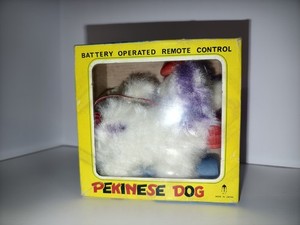 BATTERY OPERATED REMOTE CONTROL
PEKINESE DOG